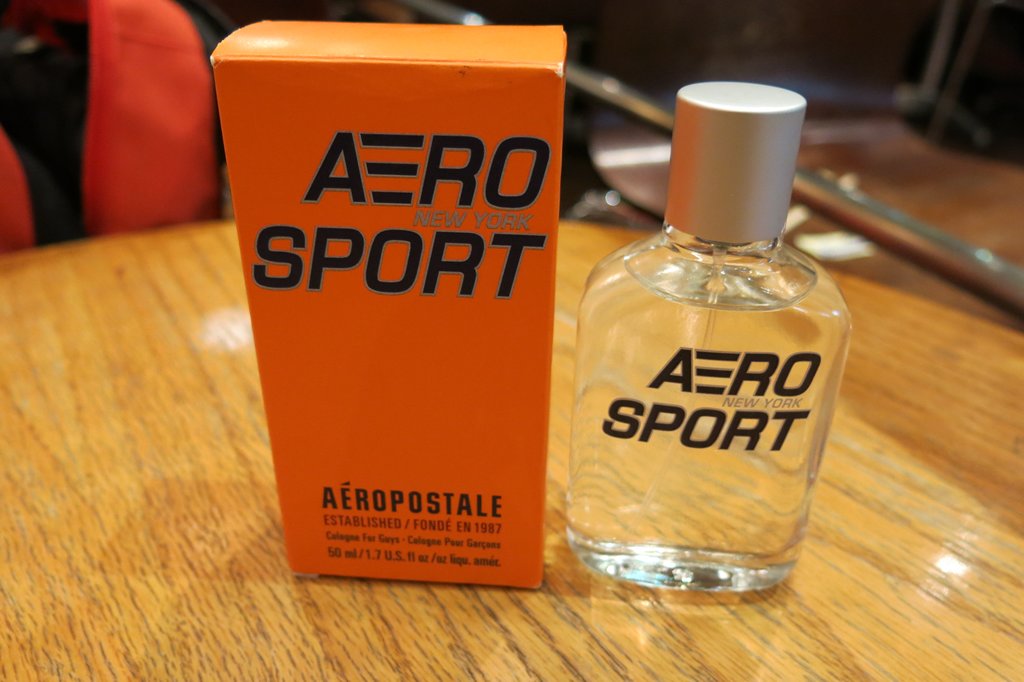 AERO
NEW YORK
SPORT
AÉROPOSTALE
ESTABLISHED / FONDÉ EN 1987
Cologne For Guys · Cologne Pour Garçons
50 ml / 1.7 U.S. fl oz /oz liqu. amér.
AERO
NEW YORK
SPORT